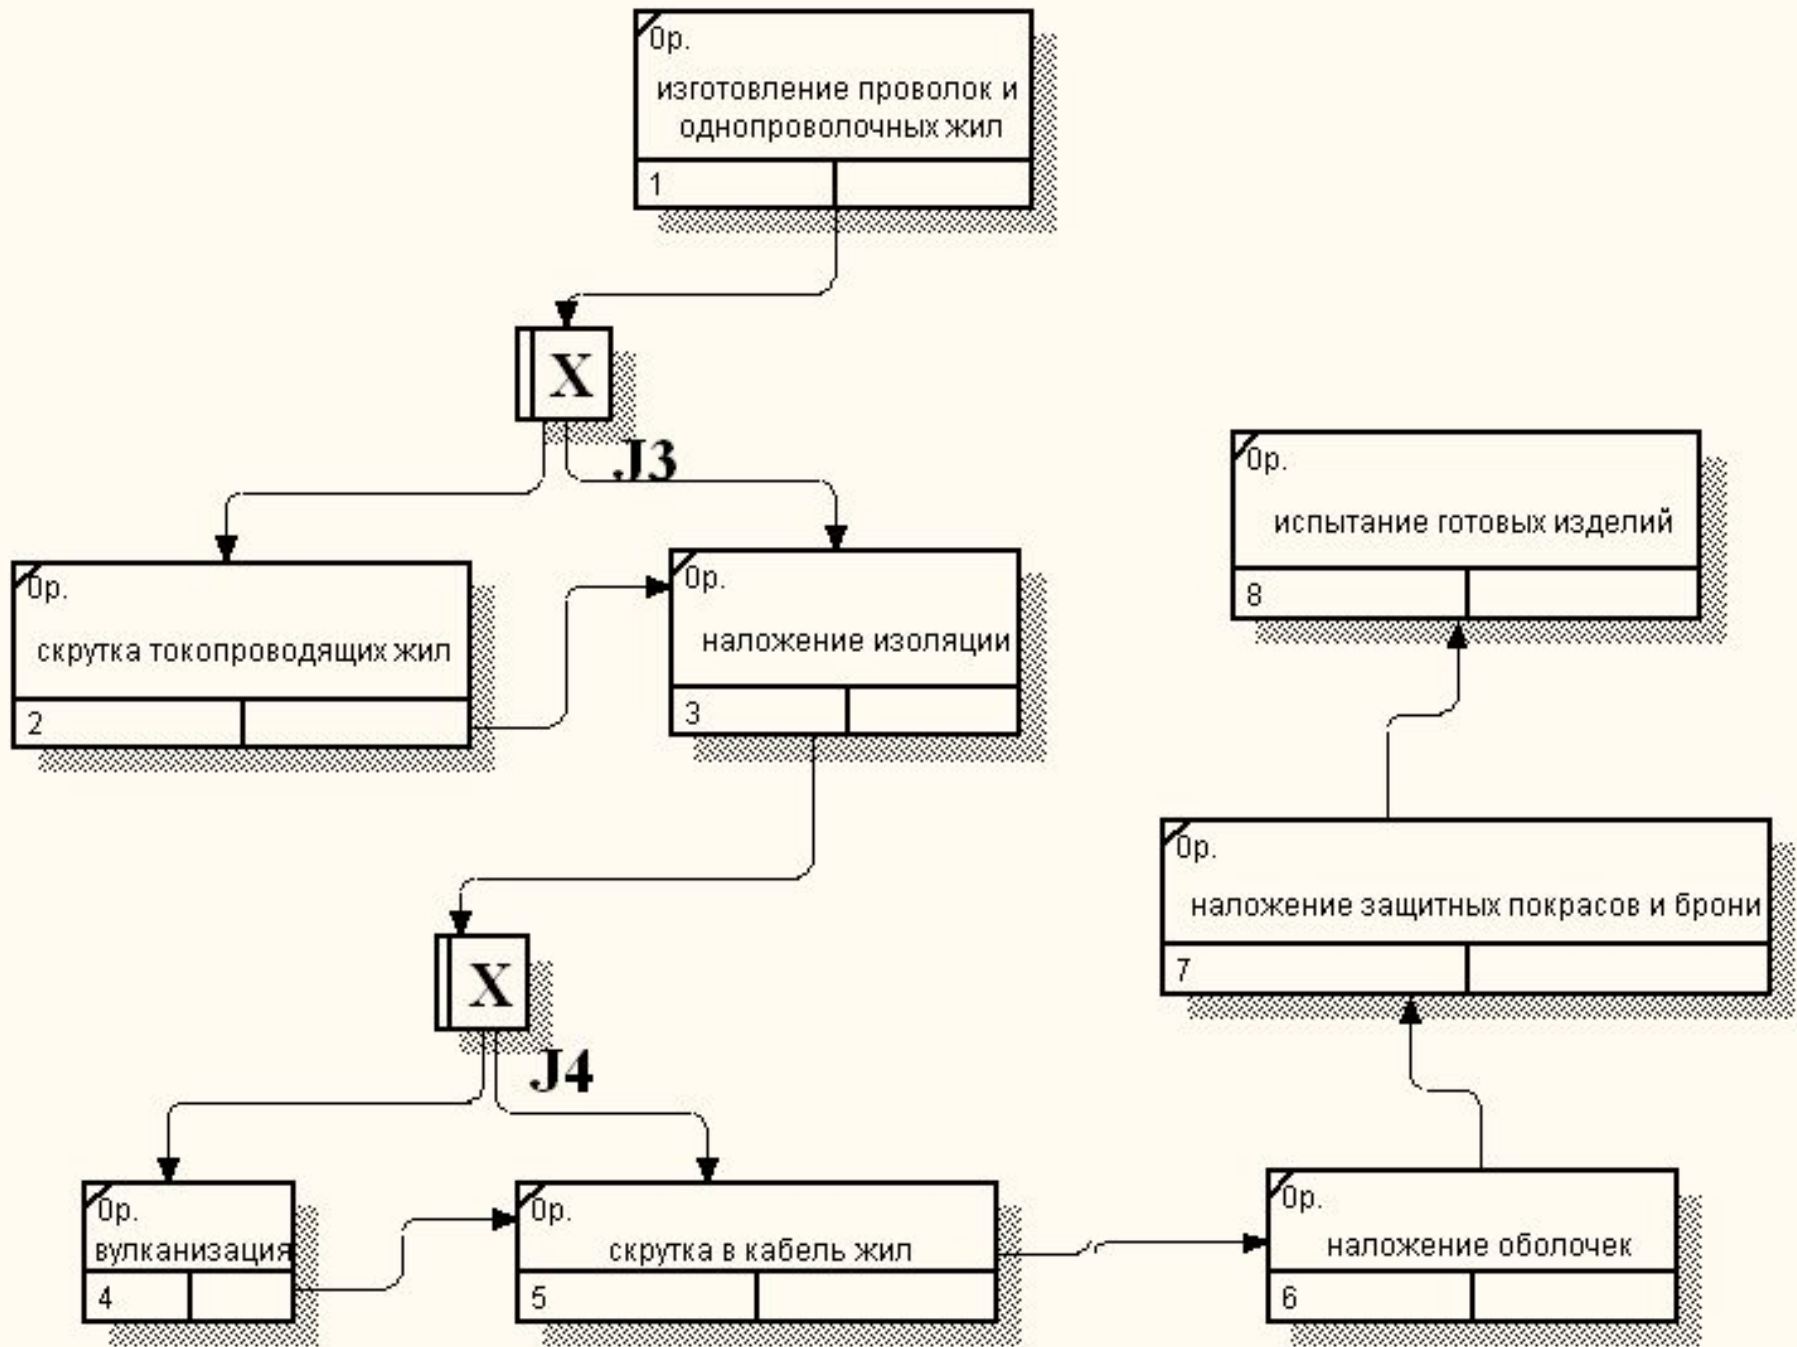 0р.
изготовление проволок и
однопроволочных жил
1
X
J3
0р.
скрутка токопроводящих жил
2
0р.
наложение изоляции
3
0р.
испытание готовых изделий
8
0р.
наложение защитных покрасов и брони
7
X
J4
0р.
вулканизация
4
0р.
скрутка в кабель жил
5
0р.
наложение оболочек
6